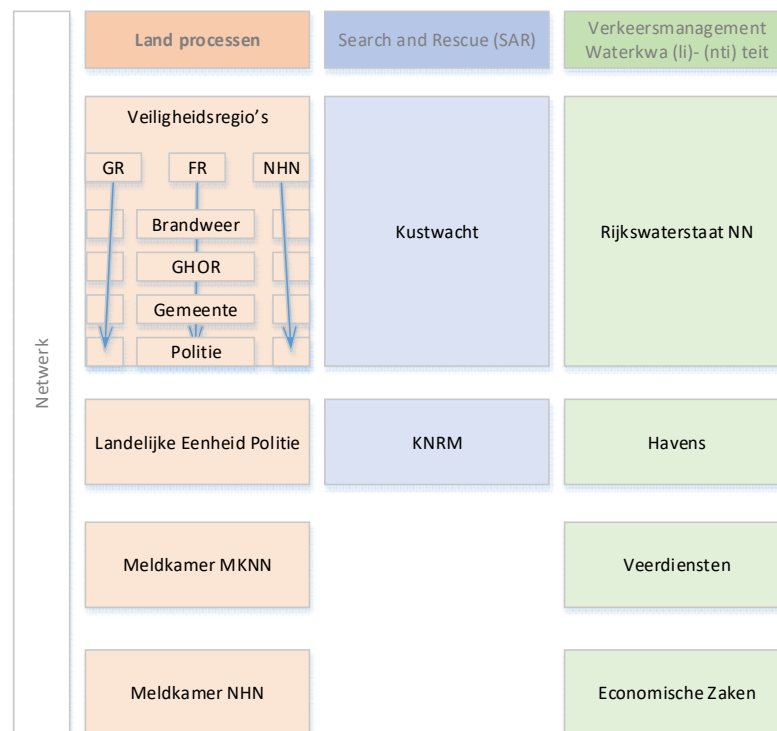 Land processen
Search and Rescue (SAR)
Verkeersmanagement
Waterkwa (li)- (nti) teit
Netwerk
Veiligheidsregio’s
GR
FR
NHN
Brandweer
GHOR
Gemeente
Politie
Kustwacht
Rijkswaterstaat NN
Landelijke Eenheid Politie
KNRM
Havens
Meldkamer MKNN
Veerdiensten
Meldkamer NHN
Economische Zaken